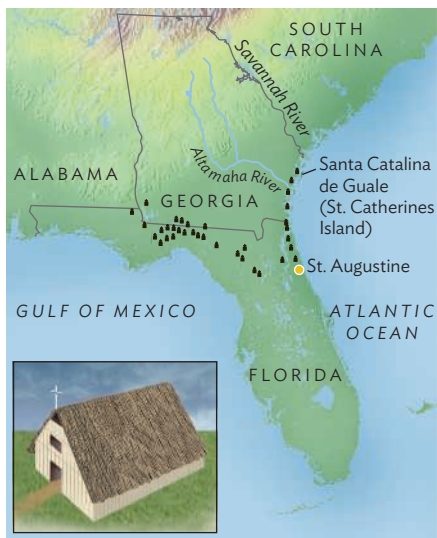 SOUTH
CAROLINA
Savannah River
ALABAMA
Altamaha River
GEORGIA
Santa Catalina
de Guale
(St. Catherines
Island)
St. Augustine
GULF OF MEXICO
ATLANTIC
OCEAN
FLORIDA